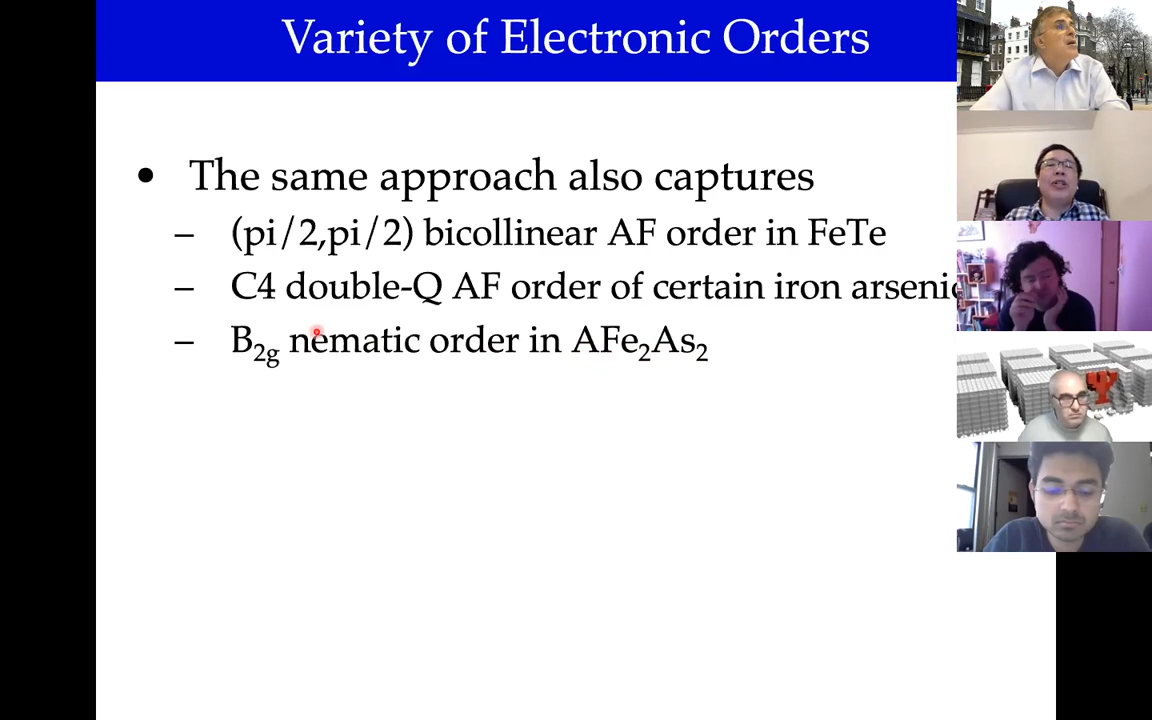 Variety of Electronic Orders
• The same approach also captures
– (pi/2,pi/2) bicollinear AF order in FeTe
– C4 double-Q AF order of certain iron arsenic
– B2g nematic order in AFe2As2